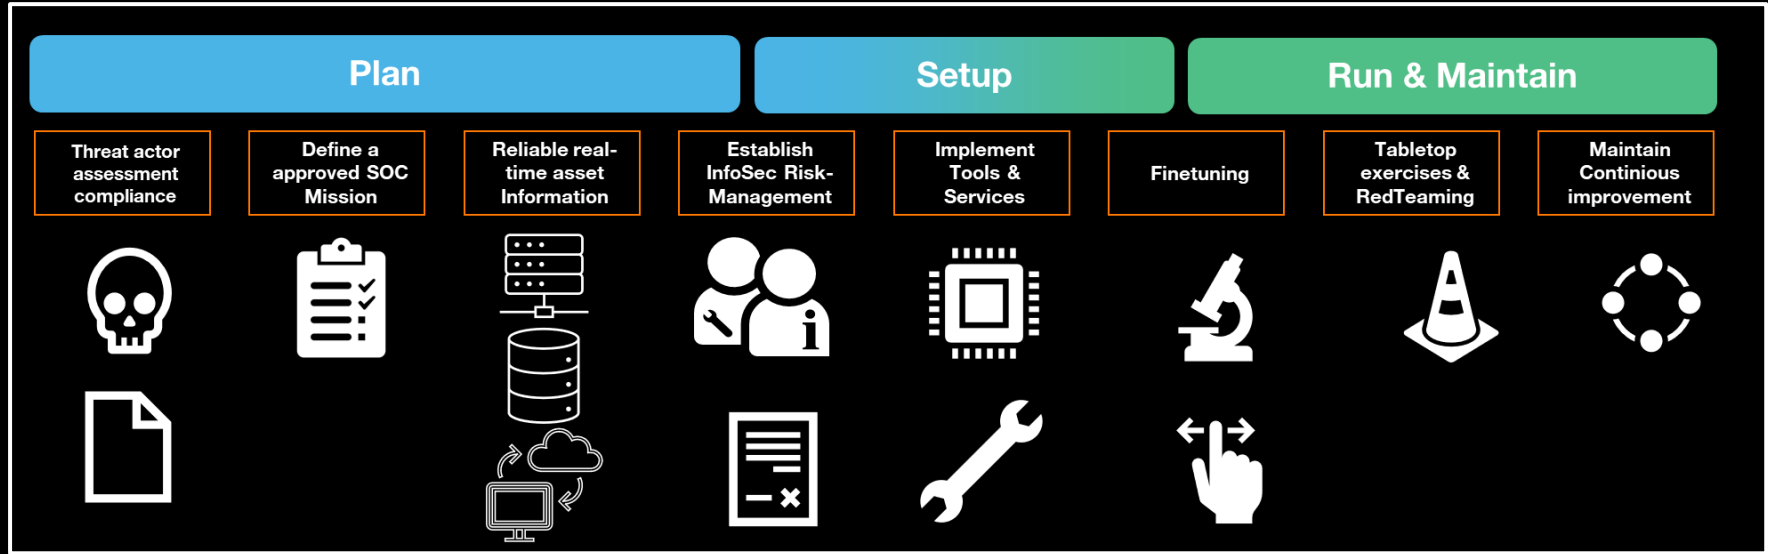 Plan
Setup
Run & Maintain
Threat actor
assessment
compliance
Define a
approved SOC
Mission
Reliable real-
time asset
Information
Establish
InfoSec Risk-
Management
Implement
Tools &
Services
Finetuning
Tabletop
exercises &
RedTeaming
Maintain
Continious
improvement